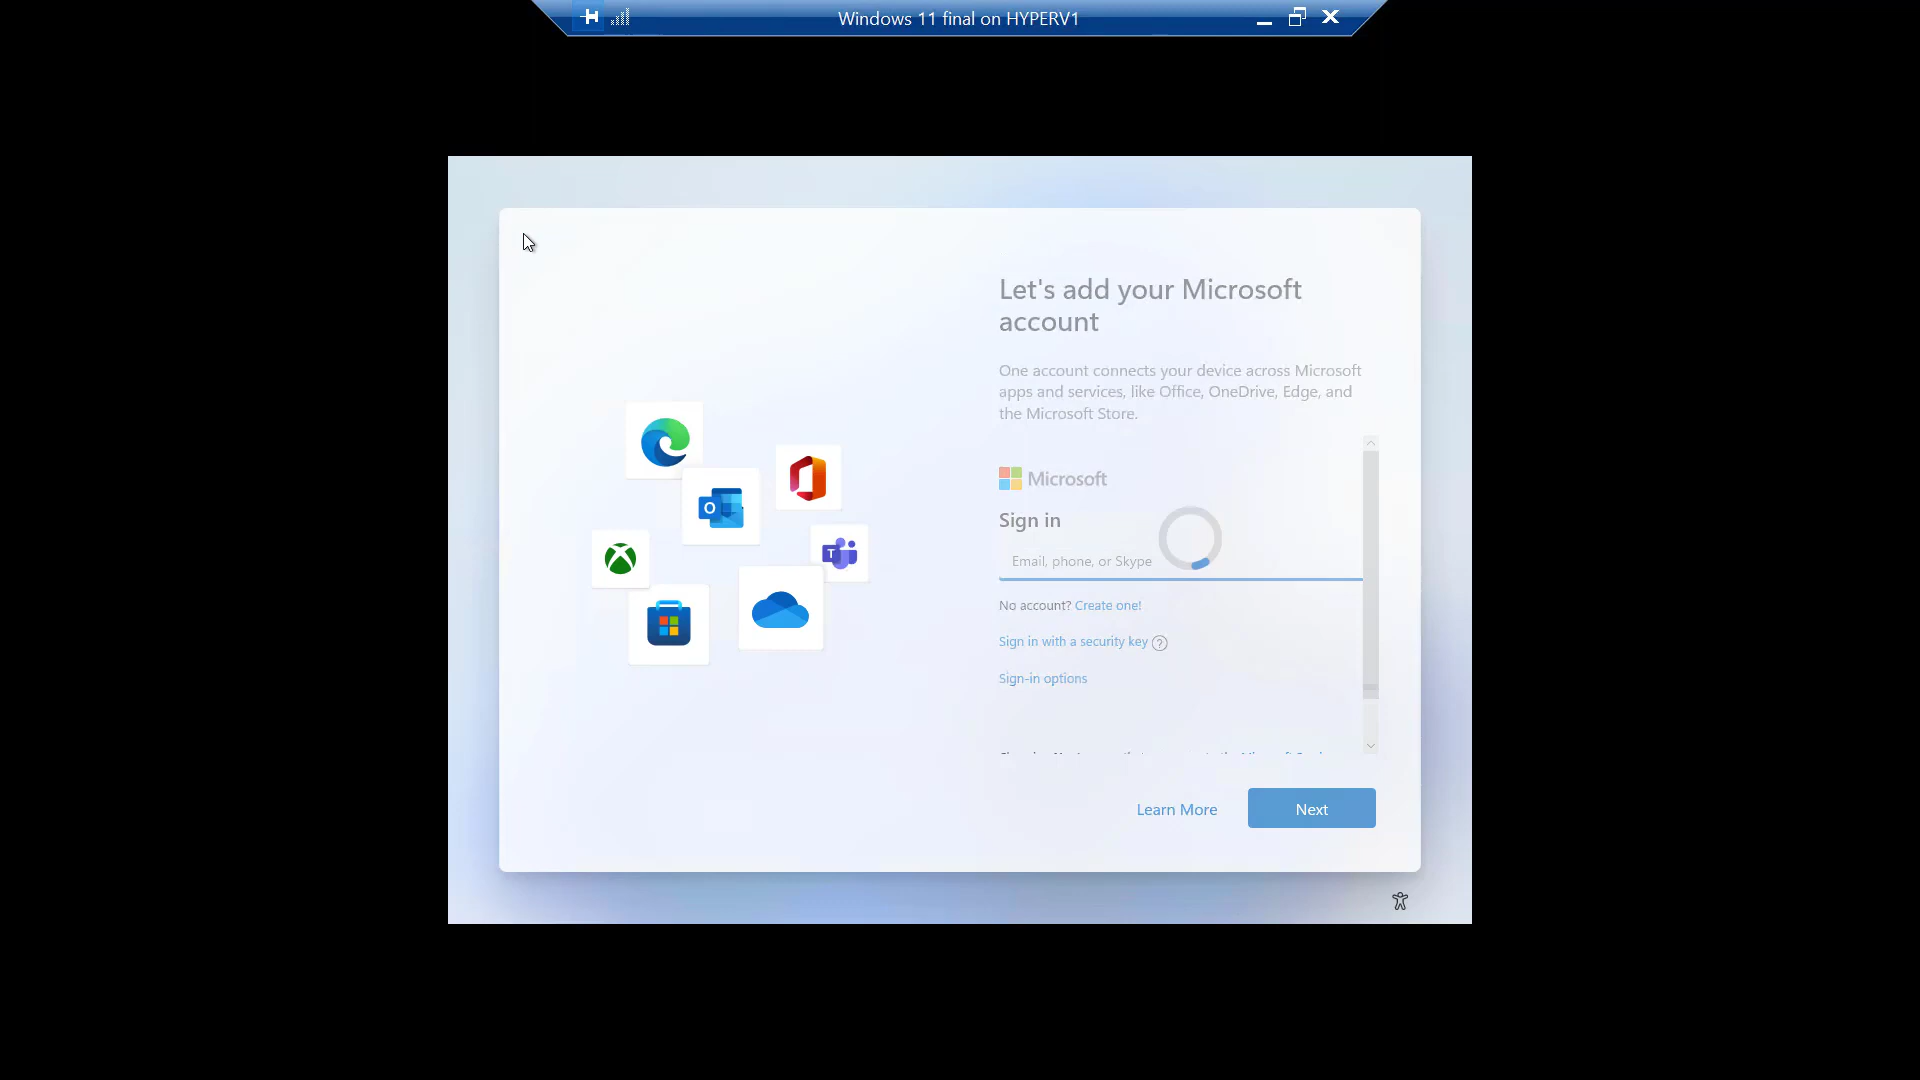 Windows 11 final on HYPERV1
Let's add your Microsoft
account
One account connects your device across Microsoft
apps and services, like Office, OneDrive, Edge, and
the Microsoft Store.
Microsoft
Sign in
Email, phone, or Skype
No account? Create one!
Sign in with a security key
Sign-in options
Learn More
Next